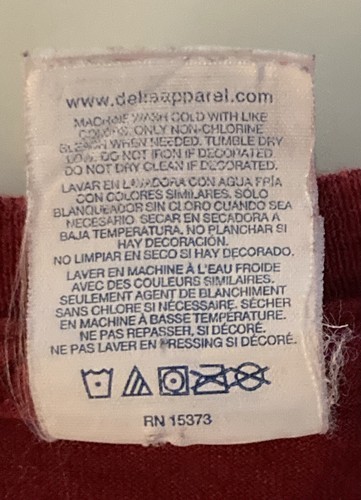 www.deltaapparel.com
MACHINE WASH COLD WITH LIKE
COLORS, ONLY NON-CHLORINE
BLEACH WHEN NEEDED. TUMBLE DRY
LOW. DO NOT IRON IF DECORATED.
DO NOT DRY CLEAN IF DECORATED.
LAVAR EN LAVADORA CON AGUA FRÍA
CON COLORES SIMILARES. SOLO
BLANQUEADOR SIN CLORO CUANDO SEA
NECESARIO. SECAR EN SECADORA A
BAJA TEMPERATURA. NO PLANCHAR SI
HAY DECORACIÓN.
NO LIMPIAR EN SECO SI HAY DECORADO.
LAVER EN MACHINE À L'EAU FROIDE
AVEC DES COULEURS SIMILAIRES.
SEULEMENT AGENT DE BLANCHIMENT
SANS CHLORE SI NÉCESSAIRE. SÉCHER
EN MACHINE À BASSE TEMPÉRATURE.
NE PAS REPASSER, SI DÉCORÉ.
NE PAS LAVER EN PRESSING SI DÉCORÉ.
RN 15373